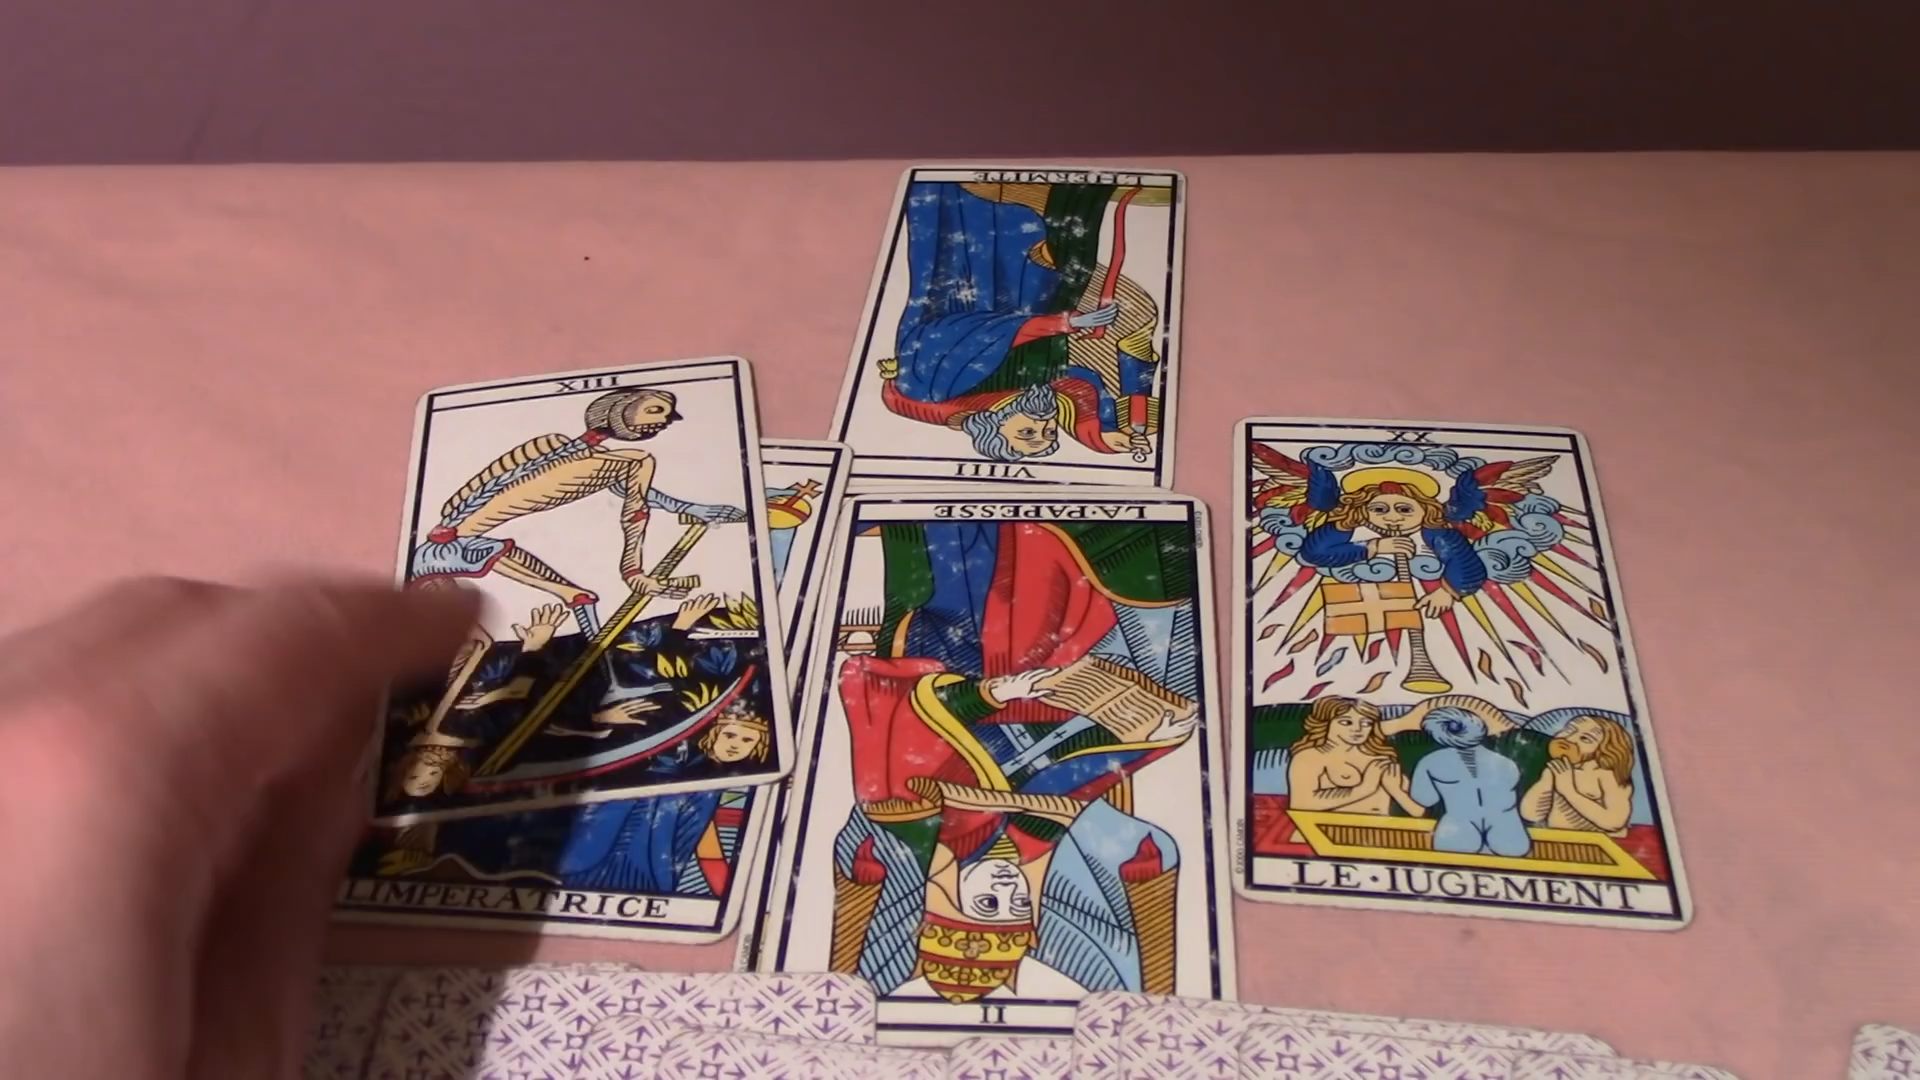 L'HERMITE
VIIII
XIII
LA·PAPESSE
II
XX
LE·IUGEMENT
LIMPERATRICE